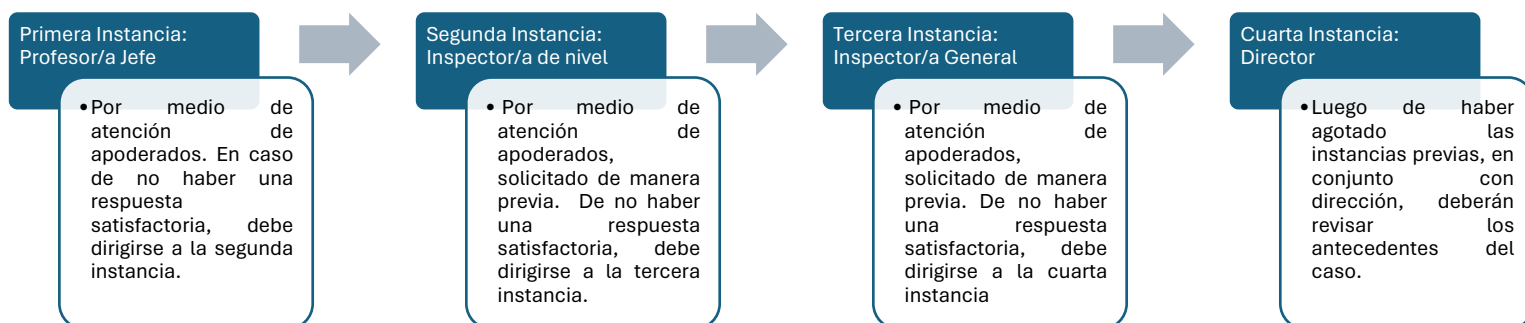 Primera Instancia:
Profesor/a Jefe
•Por medio de
atención de
apoderados. En caso
de no haber una
respuesta
satisfactoria, debe
dirigirse a la segunda
instancia.
Segunda Instancia:
Inspector/a de nivel
• Por medio de
atención de
apoderados,
solicitado de manera
previa. De no haber
una respuesta
satisfactoria, debe
dirigirse a la tercera
instancia.
Tercera Instancia:
Inspector/a General
• Por medio de
atención de
apoderados,
solicitado de manera
previa. De no haber
una respuesta
satisfactoria, debe
dirigirse a la cuarta
instancia
Cuarta Instancia:
Director
•Luego de haber
agotado las
instancias previas, en
conjunto con
dirección, deberán
revisar los
antecedentes del
caso.